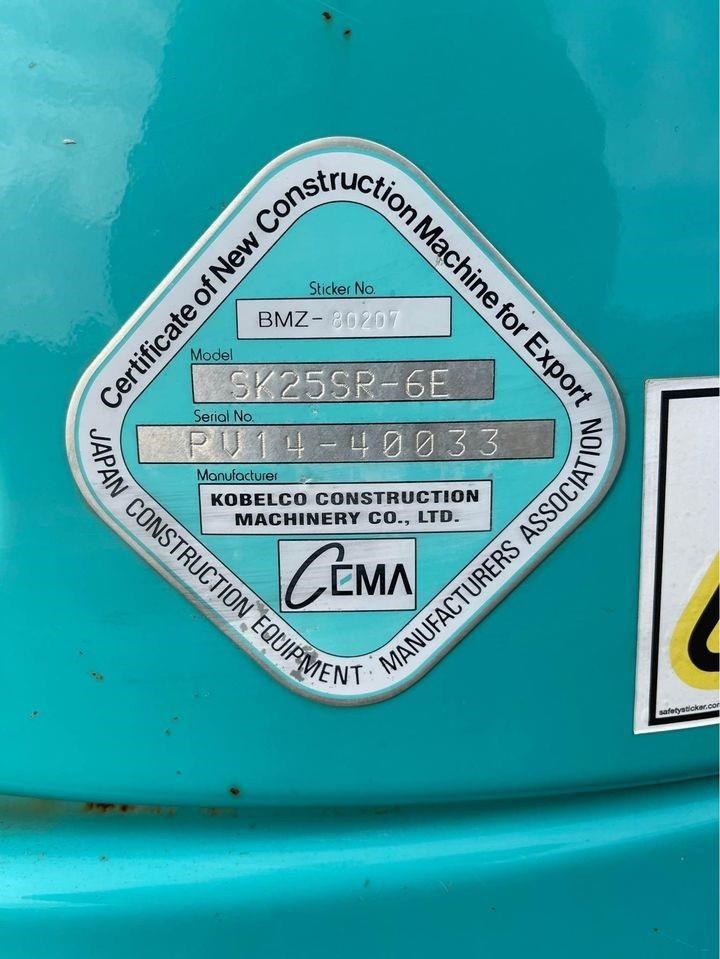 Certificate of New Construction Machine for Export
Sticker No.
BMZ-80207
Model
SK25SR-6E
Serial No.
PV14-40033
Manufacturer
KOBELCO CONSTRUCTION
MACHINERY CO., LTD.
CEMA
JAPAN CONSTRUCTION EQUIPMENT MANUFACTURERS ASSOCIATION
safetysticker.co